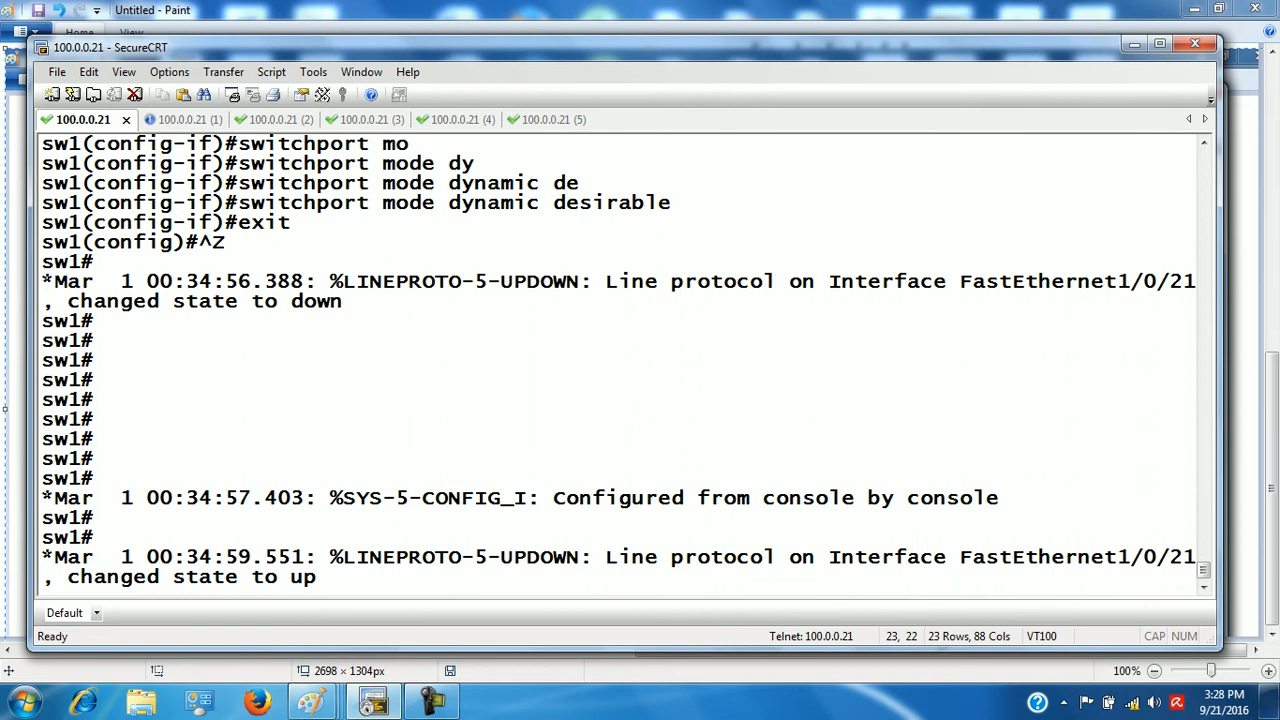 Untitled - Paint
Home View
100.0.0.21 - SecureCRT
File Edit View Options Transfer Script Tools Window Help
100.0.0.21 100.0.0.21 (1) 100.0.0.21 (2) 100.0.0.21 (3) 100.0.0.21 (4) 100.0.0.21 (5)
sw1(config-if)#switchport mo
sw1(config-if)#switchport mode dy
sw1(config-if)#switchport mode dynamic de
sw1(config-if)#switchport mode dynamic desirable
sw1(config-if)#exit
sw1(config)#^Z
sw1#
*Mar  1 00:34:56.388: %LINEPROTO-5-UPDOWN: Line protocol on Interface FastEthernet1/0/21
, changed state to down
sw1#
sw1#
sw1#
sw1#
sw1#
sw1#
sw1#
sw1#
sw1#
*Mar  1 00:34:57.403: %SYS-5-CONFIG_I: Configured from console by console
sw1#
sw1#
*Mar  1 00:34:59.551: %LINEPROTO-5-UPDOWN: Line protocol on Interface FastEthernet1/0/21
, changed state to up
Default
Ready Telnet: 100.0.0.21 23, 22 23 Rows, 88 Cols VT100 CAP NUM
2698 × 1304px 100%
3:28 PM
9/21/2016